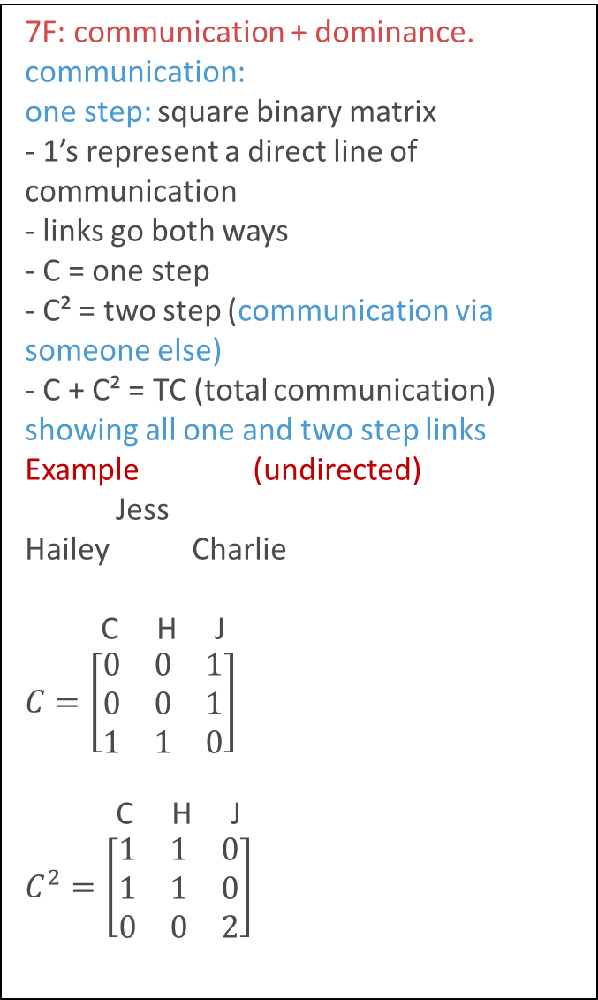 7F: communication + dominance.
communication:
one step: square binary matrix
- 1’s represent a direct line of
communication
- links go both ways
- C = one step
- C² = two step (communication via
someone else)
- C + C² = TC (total communication)
showing all one and two step links
Example (undirected)
Jess
Hailey Charlie
C H J
0 0 1
C = 0 0 1
1 1 0
C H J
1 1 0
C² = 1 1 0
0 0 2